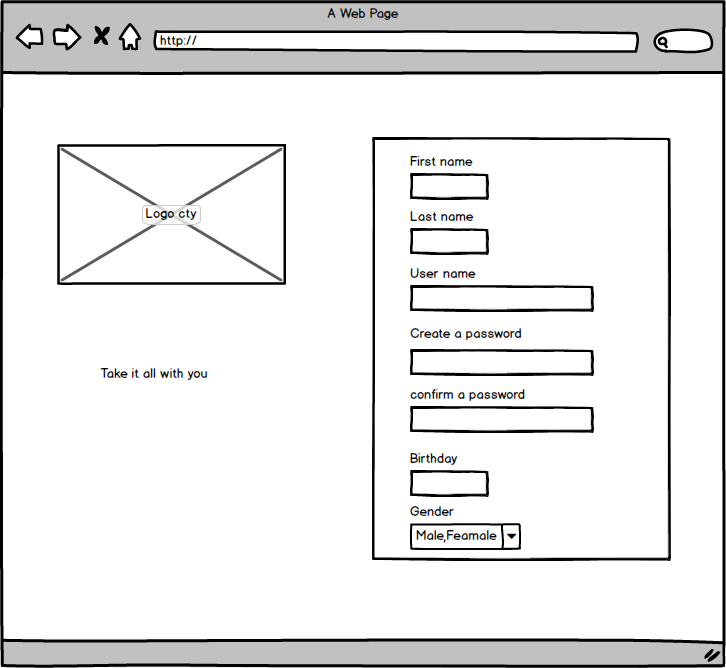 A Web Page
http://
Logo cty
Take it all with you
First name
Last name
User name
Create a password
confirm a password
Birthday
Gender
Male,Feamale